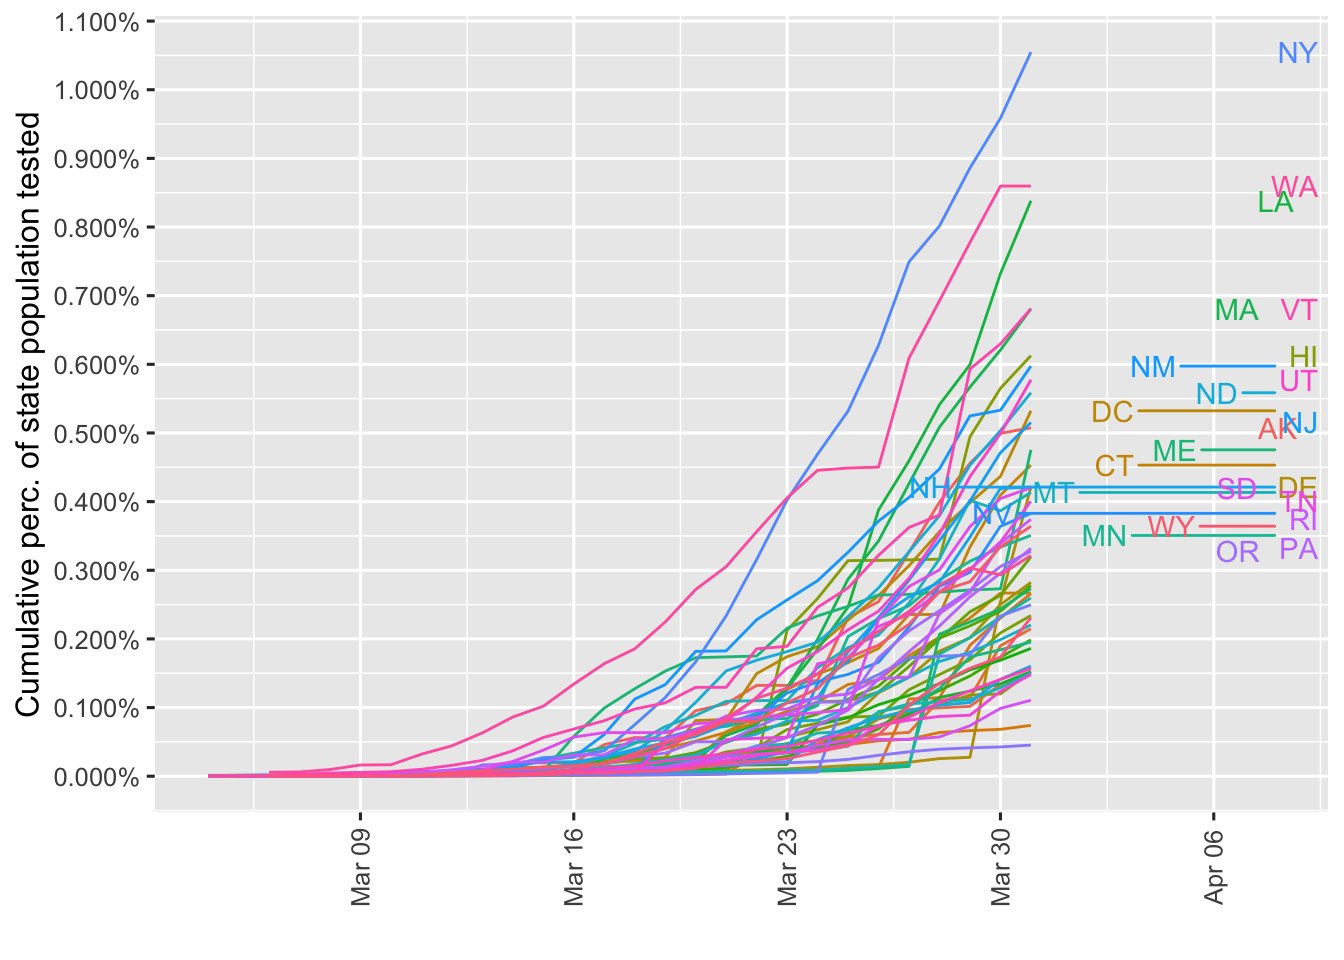 Cumulative perc. of state population tested
1.100%
1.000%
0.900%
0.800%
0.700%
0.600%
0.500%
0.400%
0.300%
0.200%
0.100%
0.000%
NY
WA
LA
MA VT
HI
NM
UT
ND
DC
NJ
AK
ME
CT
NH
MT
SD
DE
TN
NV
RI
WY
MN
OR PA
Mar 09
Mar 16
Mar 23
Mar 30
Apr 06